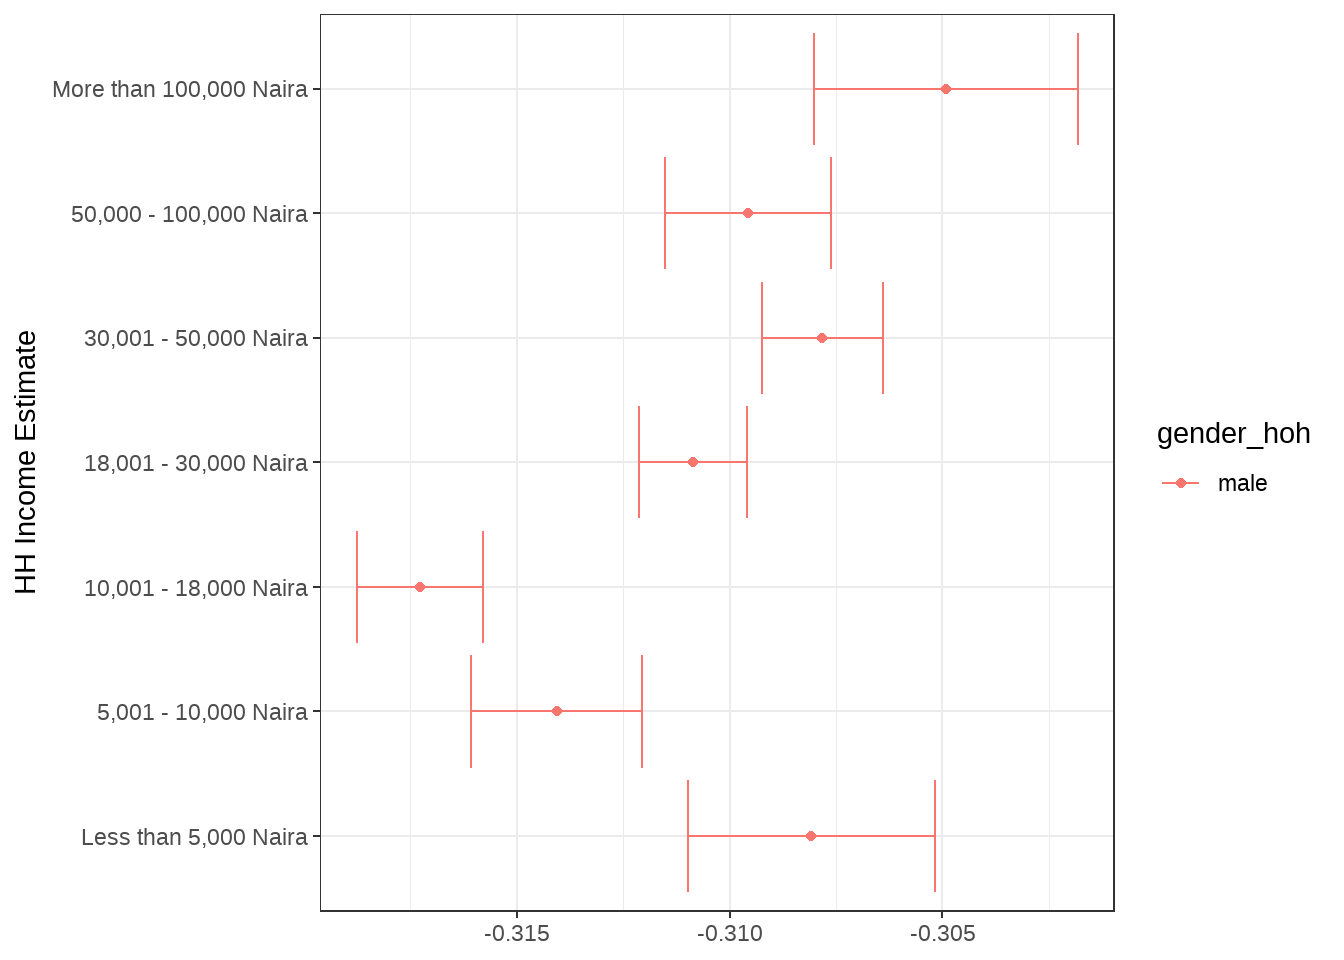 HH Income Estimate
More than 100,000 Naira
50,000 - 100,000 Naira
30,001 - 50,000 Naira
18,001 - 30,000 Naira
10,001 - 18,000 Naira
5,001 - 10,000 Naira
Less than 5,000 Naira
-0.315
-0.310
-0.305
gender_hoh
male